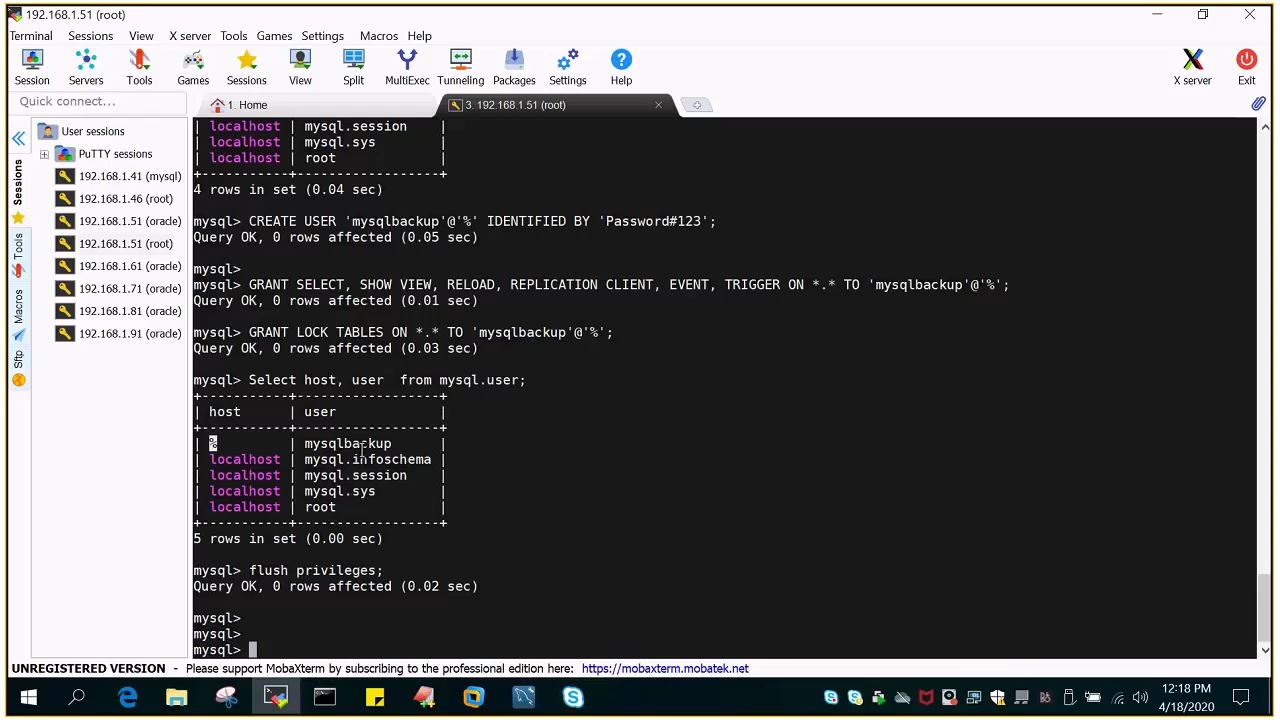 192.168.1.51 (root)
Terminal Sessions View X server Tools Games Settings Macros Help
Session Servers Tools Games Sessions View Split MultiExec Tunneling Packages Settings Help X server Exit
Quick connect...
1. Home
3. 192.168.1.51 (root)
Sessions
Tools
Macros
Sftp
User sessions
PuTTY sessions
192.168.1.41 (mysql)
192.168.1.46 (root)
192.168.1.51 (oracle)
192.168.1.51 (root)
192.168.1.61 (oracle)
192.168.1.71 (oracle)
192.168.1.81 (oracle)
192.168.1.91 (oracle)
| localhost | mysql.session |
| localhost | mysql.sys |
| localhost | root |
+-----------+------------------+
4 rows in set (0.04 sec)
mysql> CREATE USER 'mysqlbackup'@'%' IDENTIFIED BY 'Password#123';
Query OK, 0 rows affected (0.05 sec)
mysql>
mysql> GRANT SELECT, SHOW VIEW, RELOAD, REPLICATION CLIENT, EVENT, TRIGGER ON *.* TO 'mysqlbackup'@'%';
Query OK, 0 rows affected (0.01 sec)
mysql> GRANT LOCK TABLES ON *.* TO 'mysqlbackup'@'%';
Query OK, 0 rows affected (0.03 sec)
mysql> Select host, user  from mysql.user;
+-----------+------------------+
| host | user |
+-----------+------------------+
| % | mysqlbackup |
| localhost | mysql.infoschema |
| localhost | mysql.session |
| localhost | mysql.sys |
| localhost | root |
+-----------+------------------+
5 rows in set (0.00 sec)
mysql> flush privileges;
Query OK, 0 rows affected (0.02 sec)
mysql>
mysql>
mysql>
UNREGISTERED VERSION - Please support MobaXterm by subscribing to the professional edition here: https://mobaxterm.mobatek.net
12:18 PM
4/18/2020